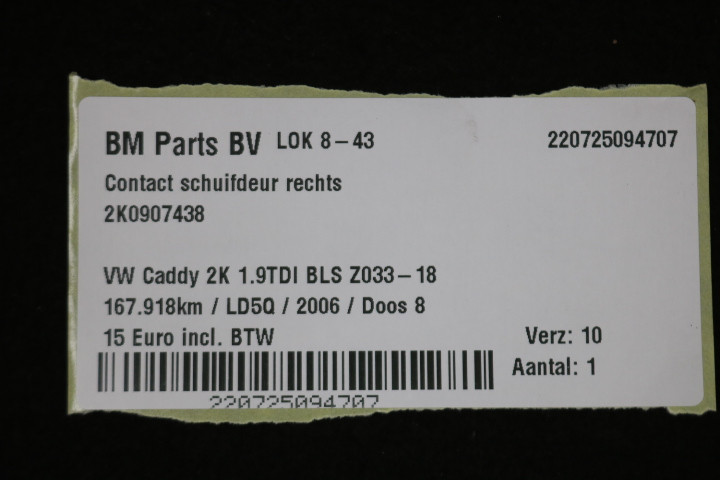 BM Parts BV LOK 8-43 220725094707
Contact schuifdeur rechts
2K0907438
VW Caddy 2K 1.9TDI BLS Z033-18
167.918km / LD5Q / 2006 / Doos 8
15 Euro incl. BTW Verz: 10
Aantal: 1
220725094707